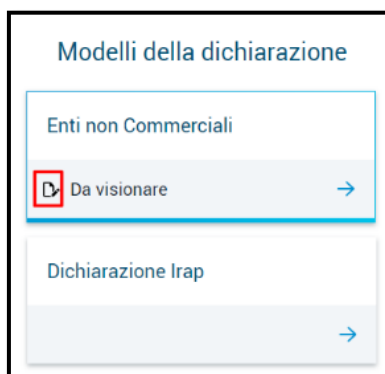 Modelli della dichiarazione
Enti non Commerciali
Da visionare
Dichiarazione Irap